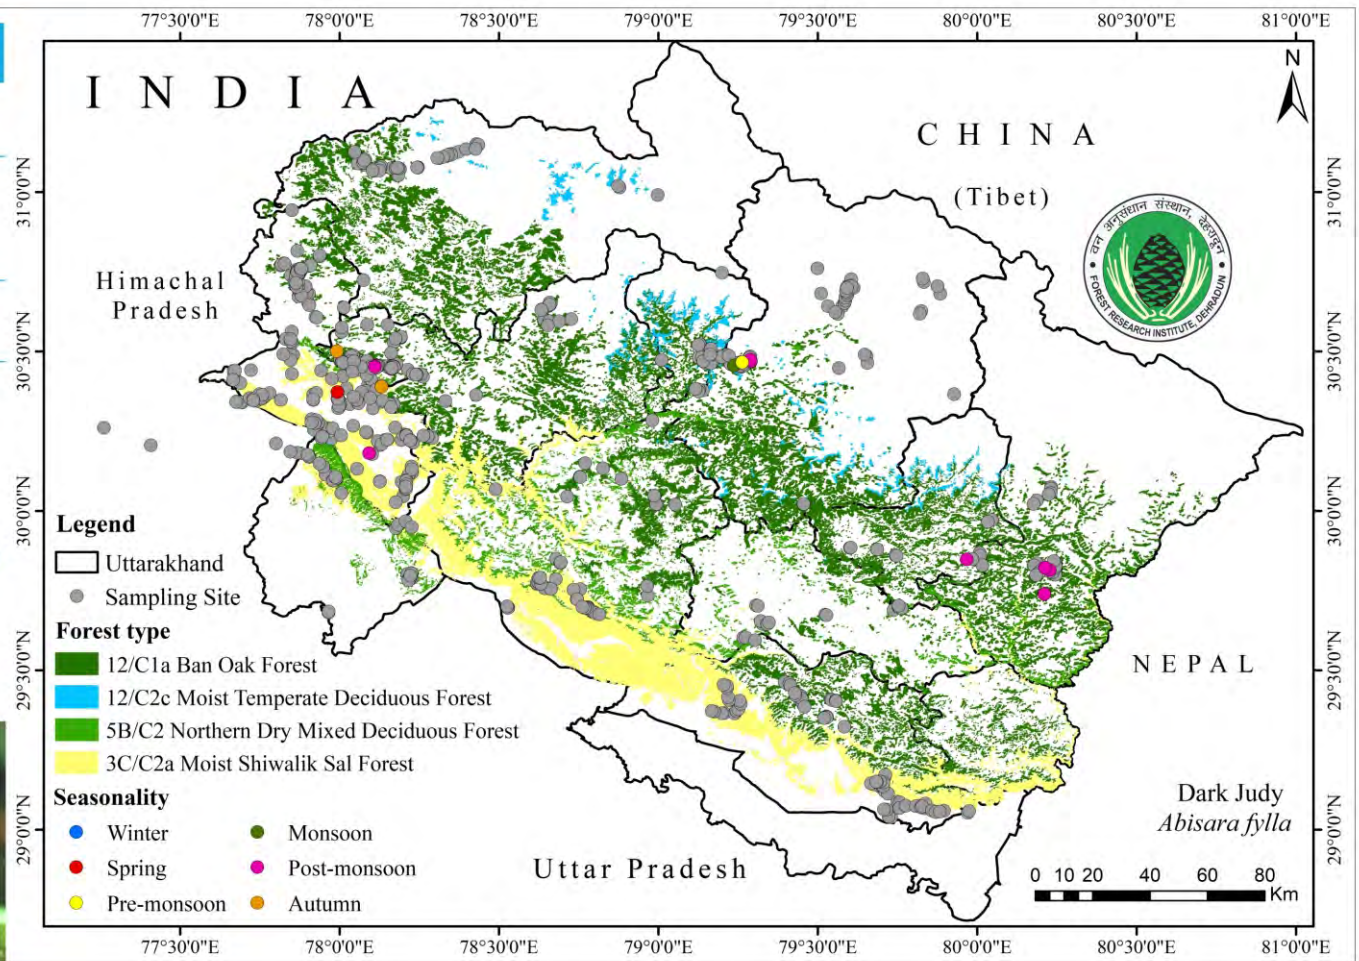 77°30'0"E 78°0'0"E 78°30'0"E 79°0'0"E 79°30'0"E 80°0'0"E 80°30'0"E 81°0'0"E
INDIA
N
CHINA
(Tibet)
31°0'0"N
31°0'0"N
वन अनुसंधान संस्थान, देहरादून
FOREST RESEARCH INSTITUTE, DEHRADUN
Himachal
Pradesh
30°30'0"N
30°30'0"N
30°0'0"N
30°0'0"N
Legend
Uttarakhand
Sampling Site
Forest type
12/C1a Ban Oak Forest
12/C2c Moist Temperate Deciduous Forest
5B/C2 Northern Dry Mixed Deciduous Forest
3C/C2a Moist Shiwalik Sal Forest
Seasonality
Winter
Spring
Pre-monsoon
Monsoon
Post-monsoon
Autumn
29°30'0"N
29°30'0"N
NEPAL
29°0'0"N
29°0'0"N
Dark Judy
Abisara fylla
Uttar Pradesh
0 10 20 40 60 80
Km
77°30'0"E 78°0'0"E 78°30'0"E 79°0'0"E 79°30'0"E 80°0'0"E 80°30'0"E 81°0'0"E